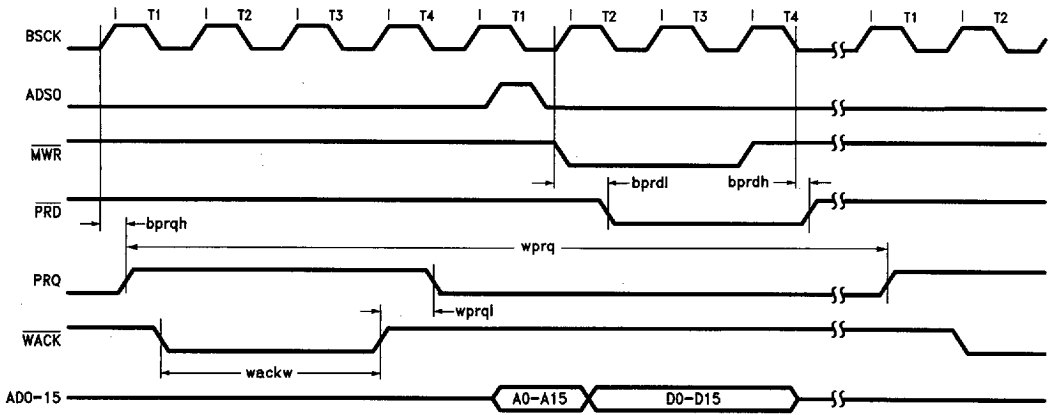 T1 T2 T3 T4 T1 T2 T3 T4 T1 T2
BSCK
ADS0
MWR
bprdl bprdh
PRD
bprqh
wprq
PRQ
wprql
WACK
wackw
AD0-15 A0-A15 D0-D15